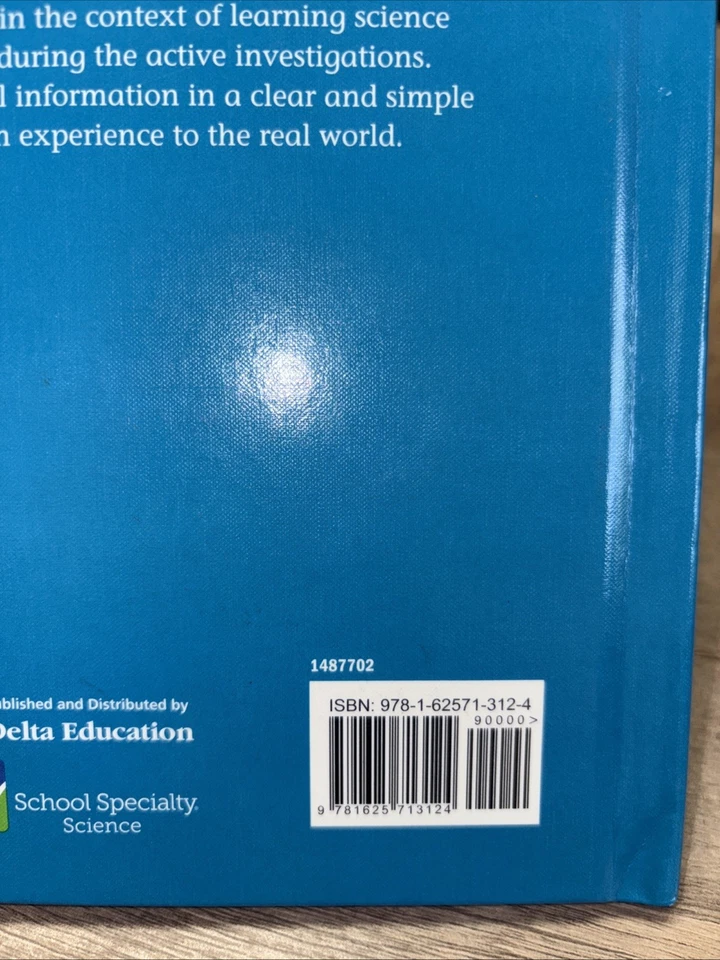 in the context of learning science
during the active investigations.
l information in a clear and simple
experience to the real world.
1487702
ublished and Distributed by
Delta Education
School Specialty®
Science
ISBN: 978-1-62571-312-4
90000>
9 781625 713124